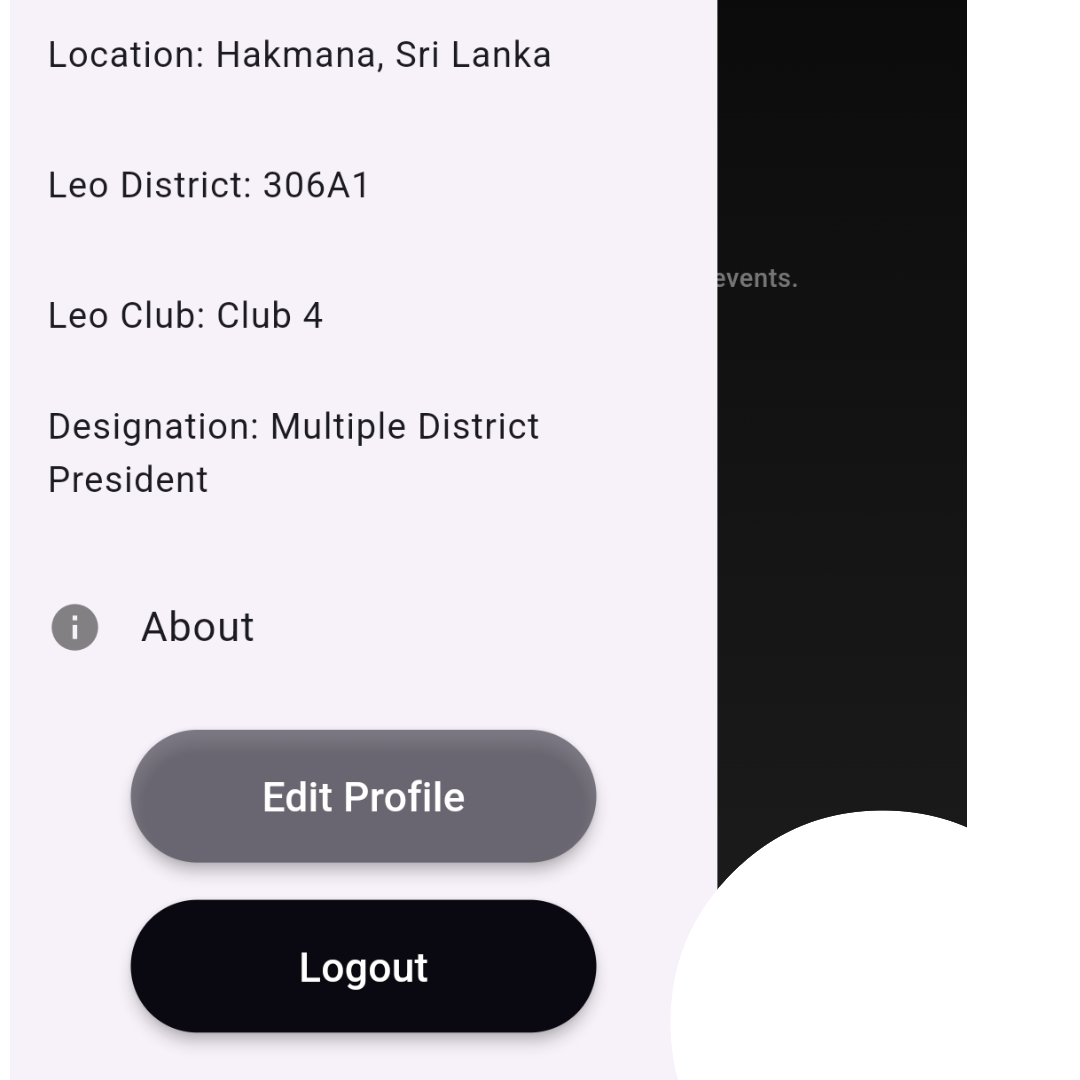 Location: Hakmana, Sri Lanka
Leo District: 306A1
events.
Leo Club: Club 4
Designation: Multiple District
President
About
Edit Profile
Logout